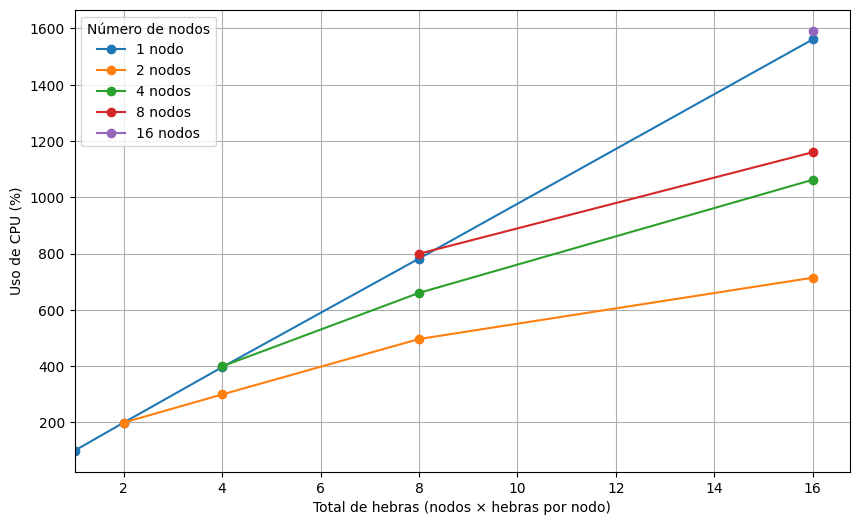 Número de nodos
1 nodo
2 nodos
4 nodos
8 nodos
16 nodos
Uso de CPU (%)
1600
1400
1200
1000
800
600
400
200
2 4 6 8 10 12 14 16
Total de hebras (nodos × hebras por nodo)